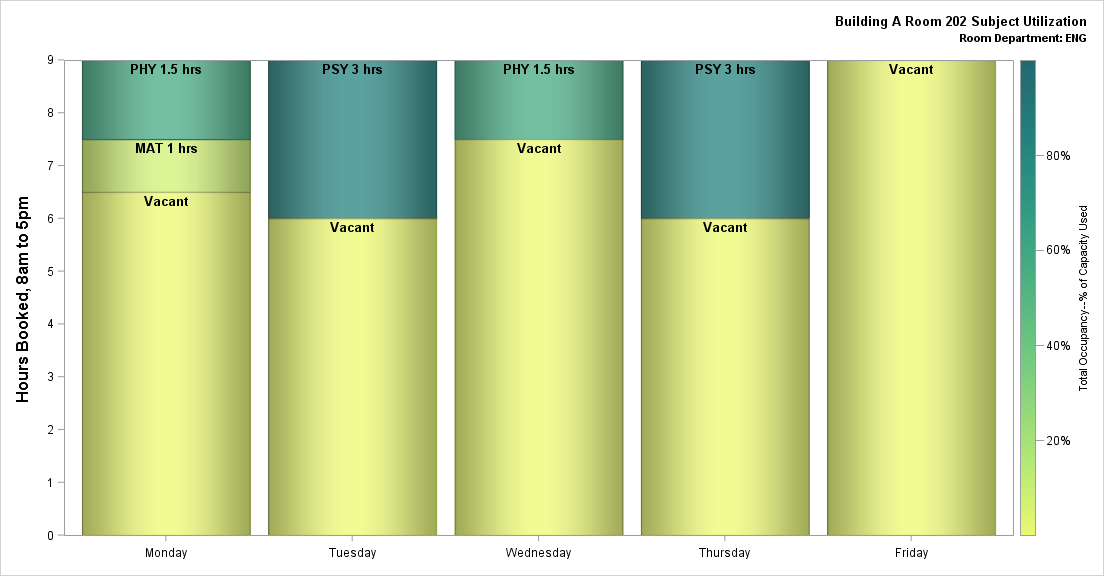 Building A Room 202 Subject Utilization
Room Department: ENG
Hours Booked, 8am to 5pm
9
8
7
6
5
4
3
2
1
0
PHY 1.5 hrs
MAT 1 hrs
Vacant
PSY 3 hrs
Vacant
PHY 1.5 hrs
Vacant
PSY 3 hrs
Vacant
Vacant
Monday
Tuesday
Wednesday
Thursday
Friday
80%
60%
40%
20%
Total Occupancy--% of Capacity Used